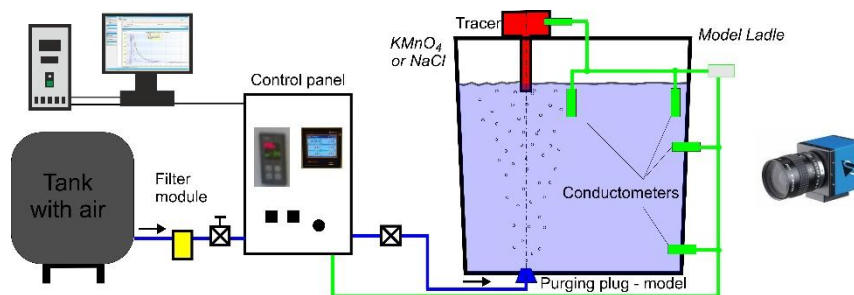 Tracer
KMnO4
or NaCl
Model Ladle
Control panel
Tank
with air
Filter
module
Conductometers
Purging plug - model